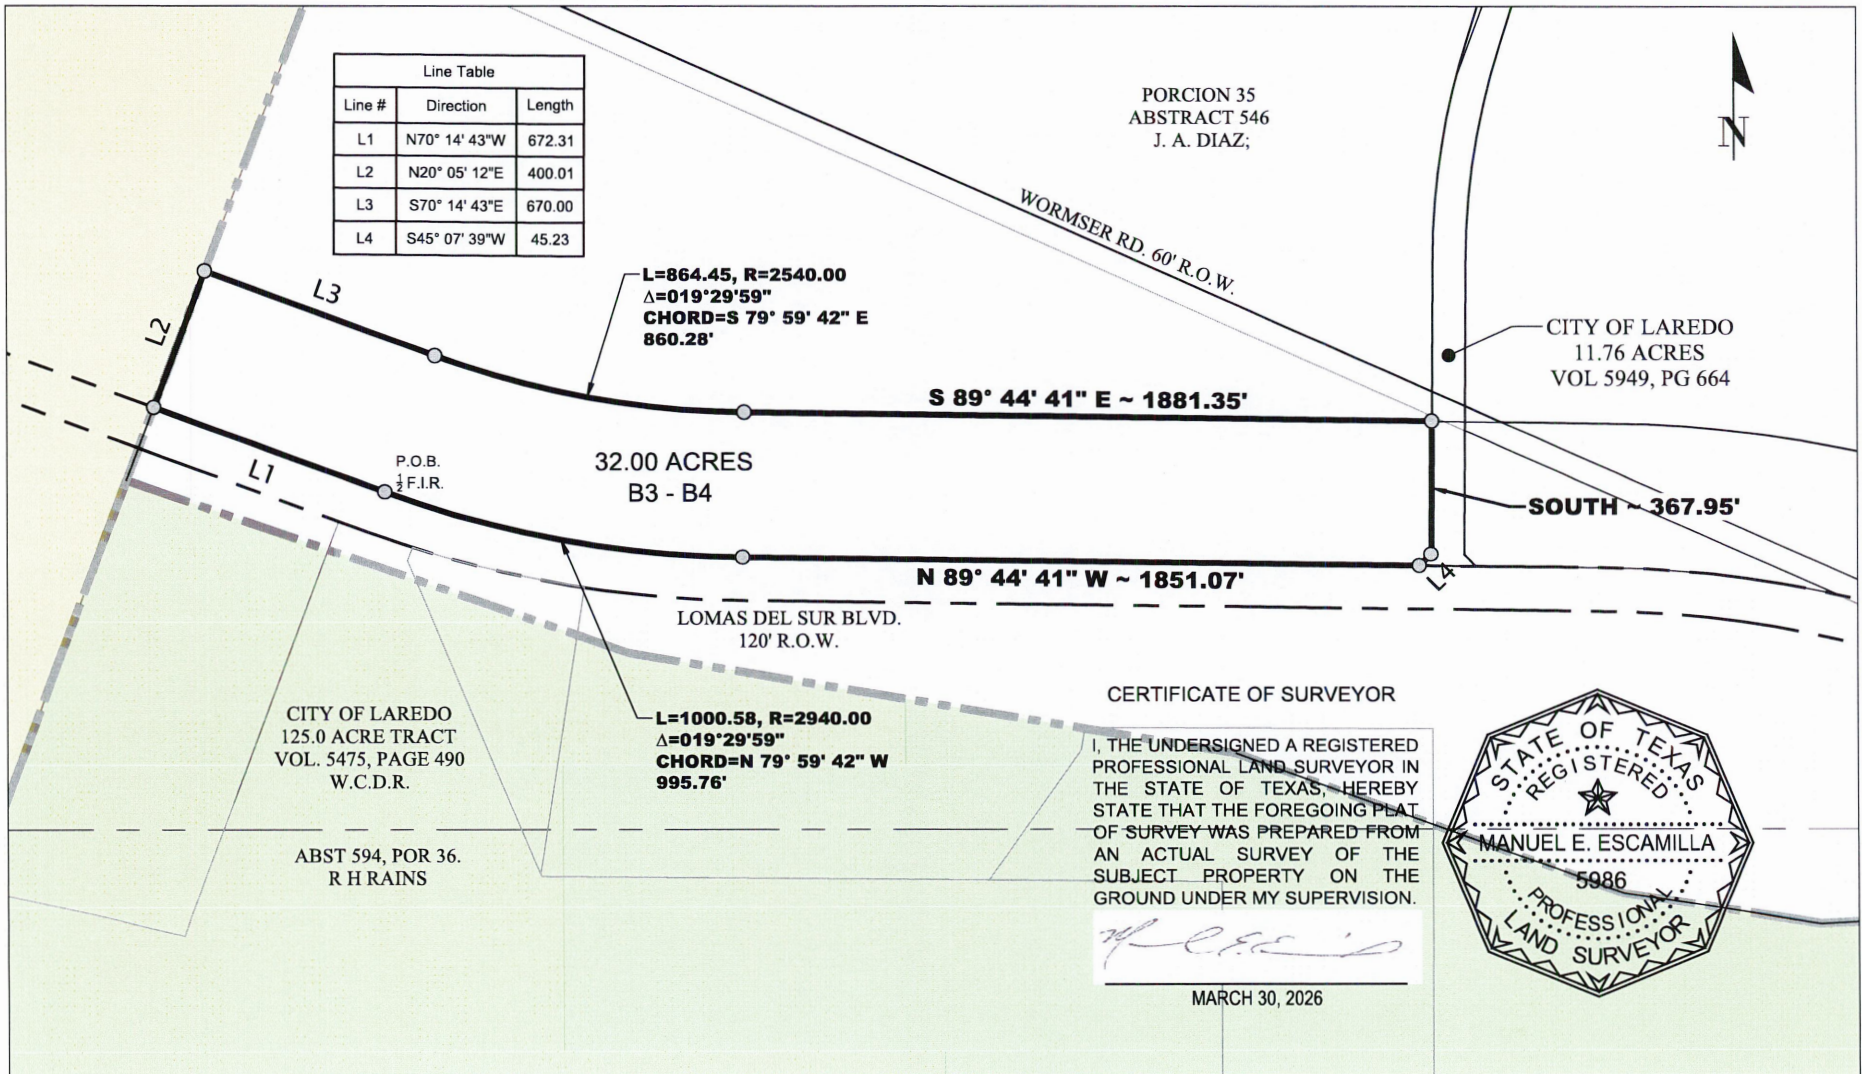 Line Table
Line # Direction Length
L1 N70° 14' 43"W 672.31
L2 N20° 05' 12"E 400.01
L3 S70° 14' 43"E 670.00
L4 S45° 07' 39"W 45.23
PORCION 35
ABSTRACT 546
J. A. DIAZ;
N
WORMSER RD. 60' R.O.W.
L=864.45, R=2540.00
Δ=019°29'59"
CHORD=S 79° 59' 42" E
860.28'
CITY OF LAREDO
11.76 ACRES
VOL 5949, PG 664
L3
L2
S 89° 44' 41" E ~ 1881.35'
P.O.B.
½ F.I.R.
L1
32.00 ACRES
B3 - B4
SOUTH ~ 367.95'
N 89° 44' 41" W ~ 1851.07'
L4
LOMAS DEL SUR BLVD.
120' R.O.W.
L=1000.58, R=2940.00
Δ=019°29'59"
CHORD=N 79° 59' 42" W
995.76'
CITY OF LAREDO
125.0 ACRE TRACT
VOL. 5475, PAGE 490
W.C.D.R.
ABST 594, POR 36.
R H RAINS
CERTIFICATE OF SURVEYOR
I, THE UNDERSIGNED A REGISTERED
PROFESSIONAL LAND SURVEYOR IN
THE STATE OF TEXAS, HEREBY
STATE THAT THE FOREGOING PLAT
OF SURVEY WAS PREPARED FROM
AN ACTUAL SURVEY OF THE
SUBJECT PROPERTY ON THE
GROUND UNDER MY SUPERVISION.
MARCH 30, 2026
STATE OF TEXAS
REGISTERED
MANUEL E. ESCAMILLA
5986
PROFESSIONAL
LAND SURVEYOR